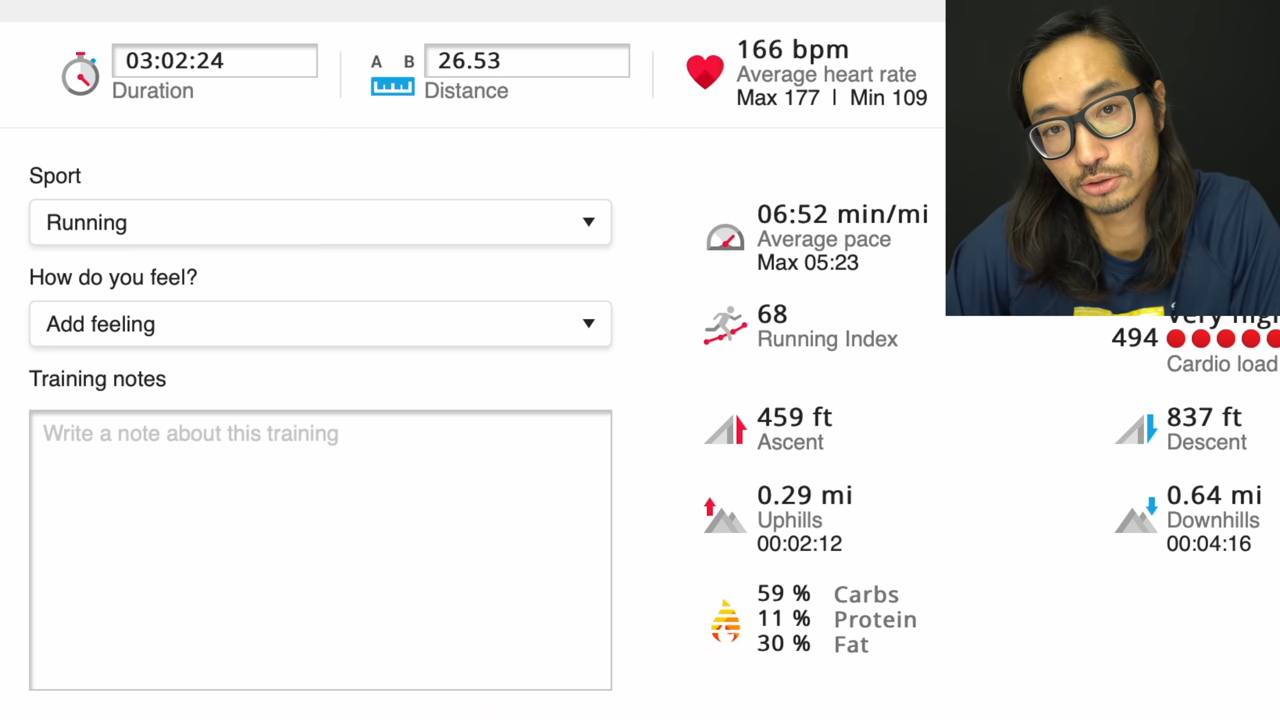 03:02:24
Duration
A B
26.53
Distance
166 bpm
Average heart rate
Max 177 | Min 109
Sport
Running
How do you feel?
Add feeling
Training notes
Write a note about this training
06:52 min/mi
Average pace
Max 05:23
68
Running Index
Very
494
Cardio load
459 ft
Ascent
837 ft
Descent
0.29 mi
Uphills
00:02:12
0.64 mi
Downhills
00:04:16
59 % Carbs
11 % Protein
30 % Fat